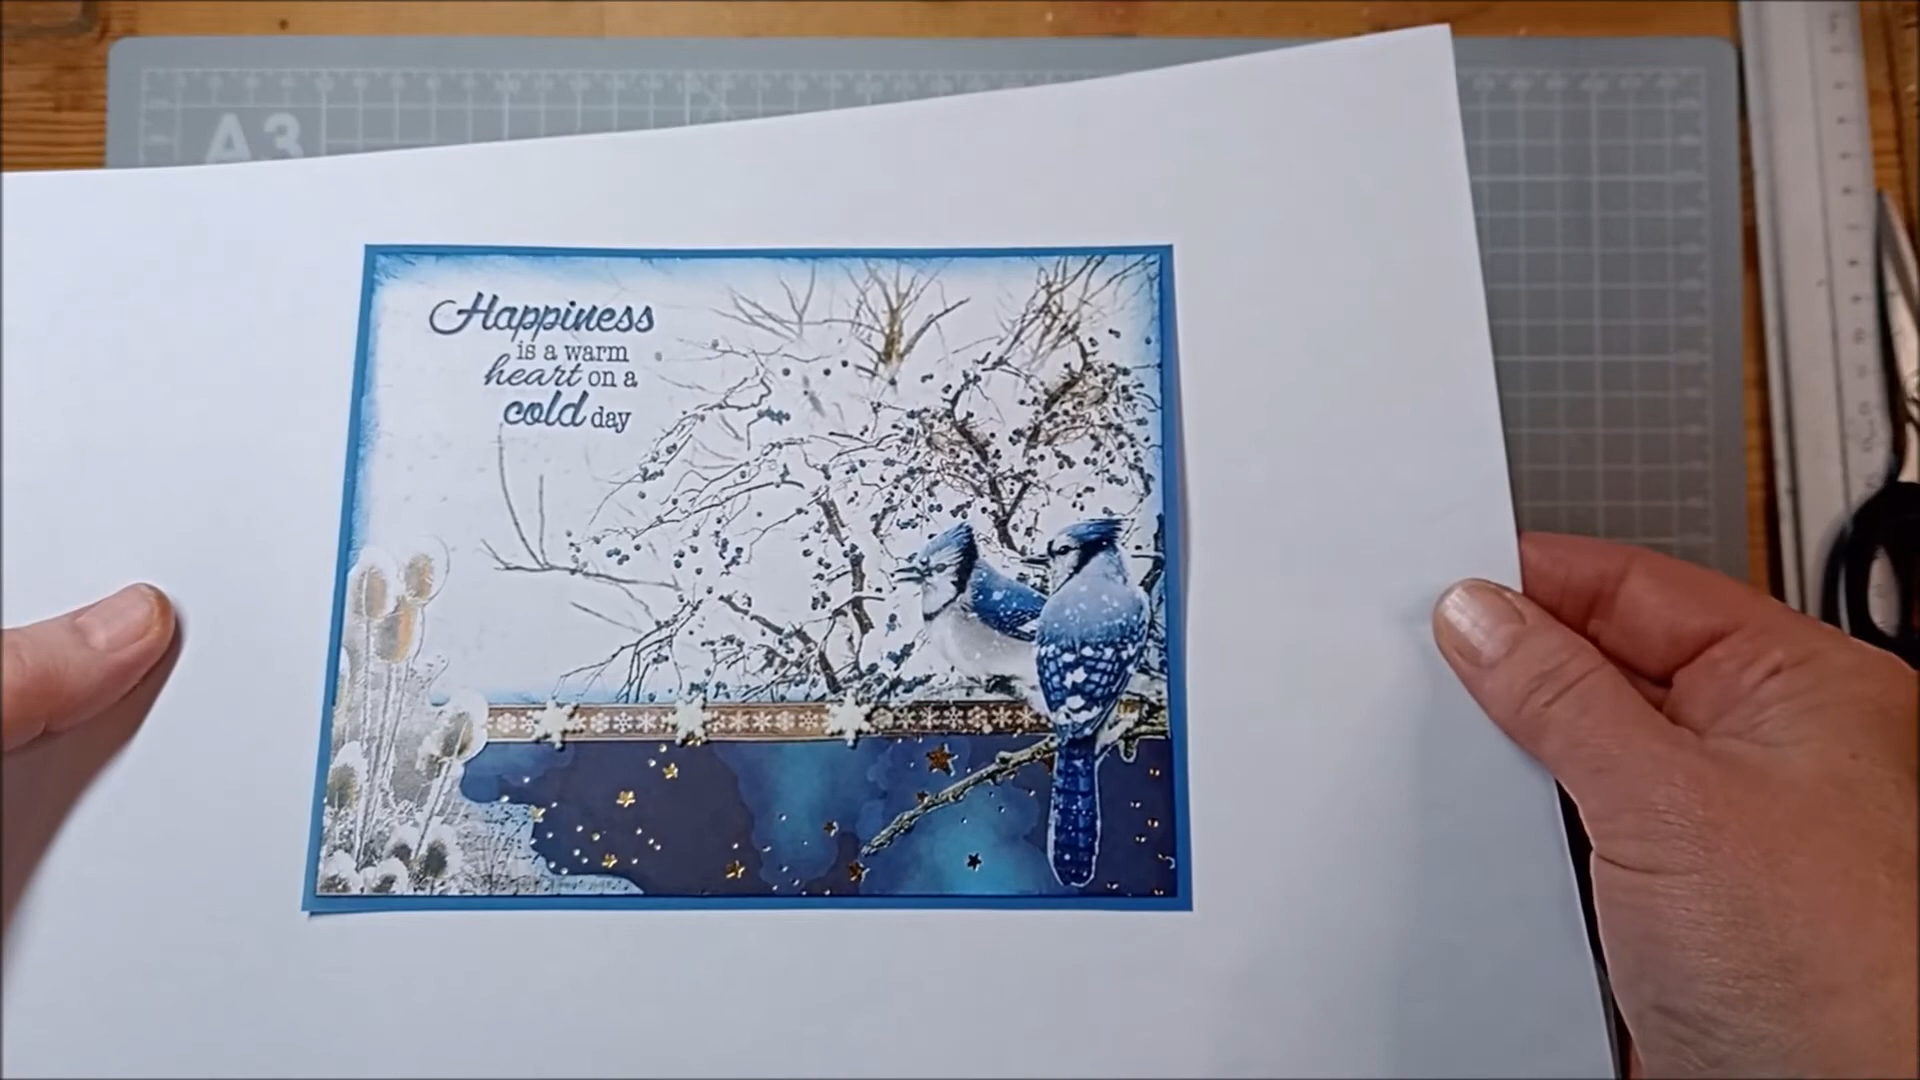 A3
Happiness
is a warm
heart on a
cold day